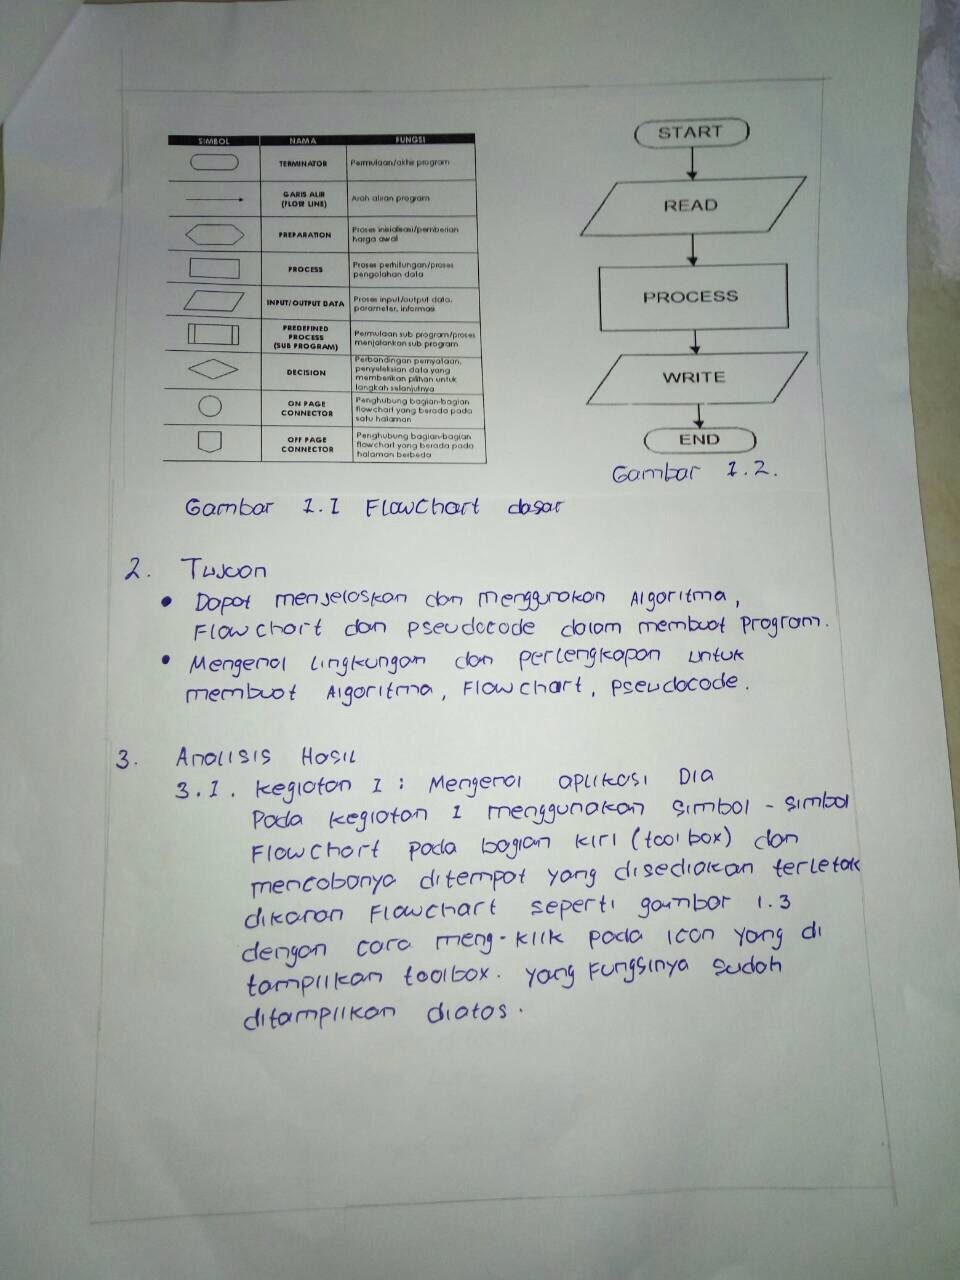 SIMBOL NAMA FUNGSI
TERMINATOR Permulaan/akhir program
GARIS ALIR
(FLOW LINE) Arah aliran program
PREPARATION Proses inisialisasi/pemberian
harga awal
PROCESS Proses perhitungan/proses
pengolahan data
INPUT/OUTPUT DATA Proses input/output data,
parameter, informasi
PREDEFINED
PROCESS
(SUB PROGRAM) Permulaan sub program/proses
menjalankan sub program
DECISION Perbandingan pernyataan,
penyeleksian data yang
memberikan pilihan untuk
langkah selanjutnya
ON PAGE
CONNECTOR Penghubung bagian-bagian
flowchart yang berada pada
satu halaman
OFF PAGE
CONNECTOR Penghubung bagian-bagian
flowchart yang berada pada
halaman berbeda
START
READ
PROCESS
WRITE
END
Gambar 1.2.
Gambar 1.1 Flowchart dasar
2. Tujuan
• Dapat menjelaskan dan menggunakan Algoritma,
Flowchart dan pseudocode dalam membuat program.
• Mengenal lingkungan dan perlengkapan untuk
membuat Algoritma, Flowchart, pseudocode.
3. Analisis Hasil
3.1. kegiatan 1 : Mengenal aplikasi Dia
Pada kegiatan 1 menggunakan simbol - simbol
Flowchart pada bagian kiri (toolbox) dan
mencobanya ditempat yang disediakan terletak
dikanan Flowchart seperti gambar 1.3
dengan cara meng-klik pada icon yang di
tampilkan toolbox. yang Fungsinya sudah
ditampilkan diatas.